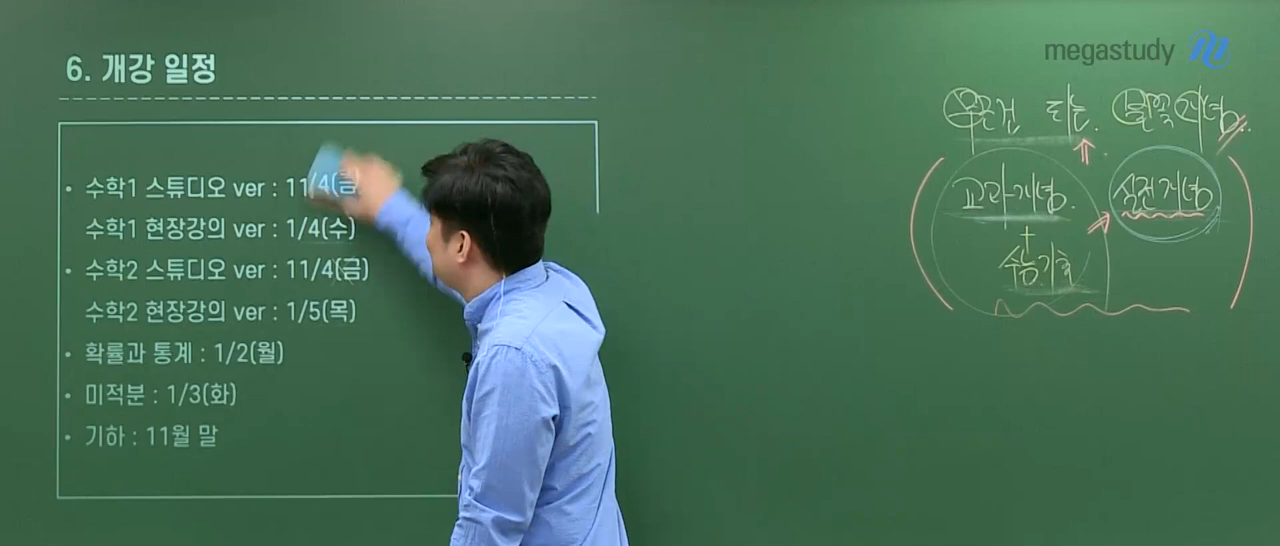 megastudy
6. 개강 일정
• 수학1 스튜디오 ver : 11/4(금
수학1 현장강의 ver : 1/4(수)
• 수학2 스튜디오 ver : 11/4(금)
수학2 현장강의 ver : 1/5(목)
• 확률과 통계 : 1/2(월)
• 미적분 : 1/3(화)
• 기하 : 11월 말
교과개념. 실전개념
+